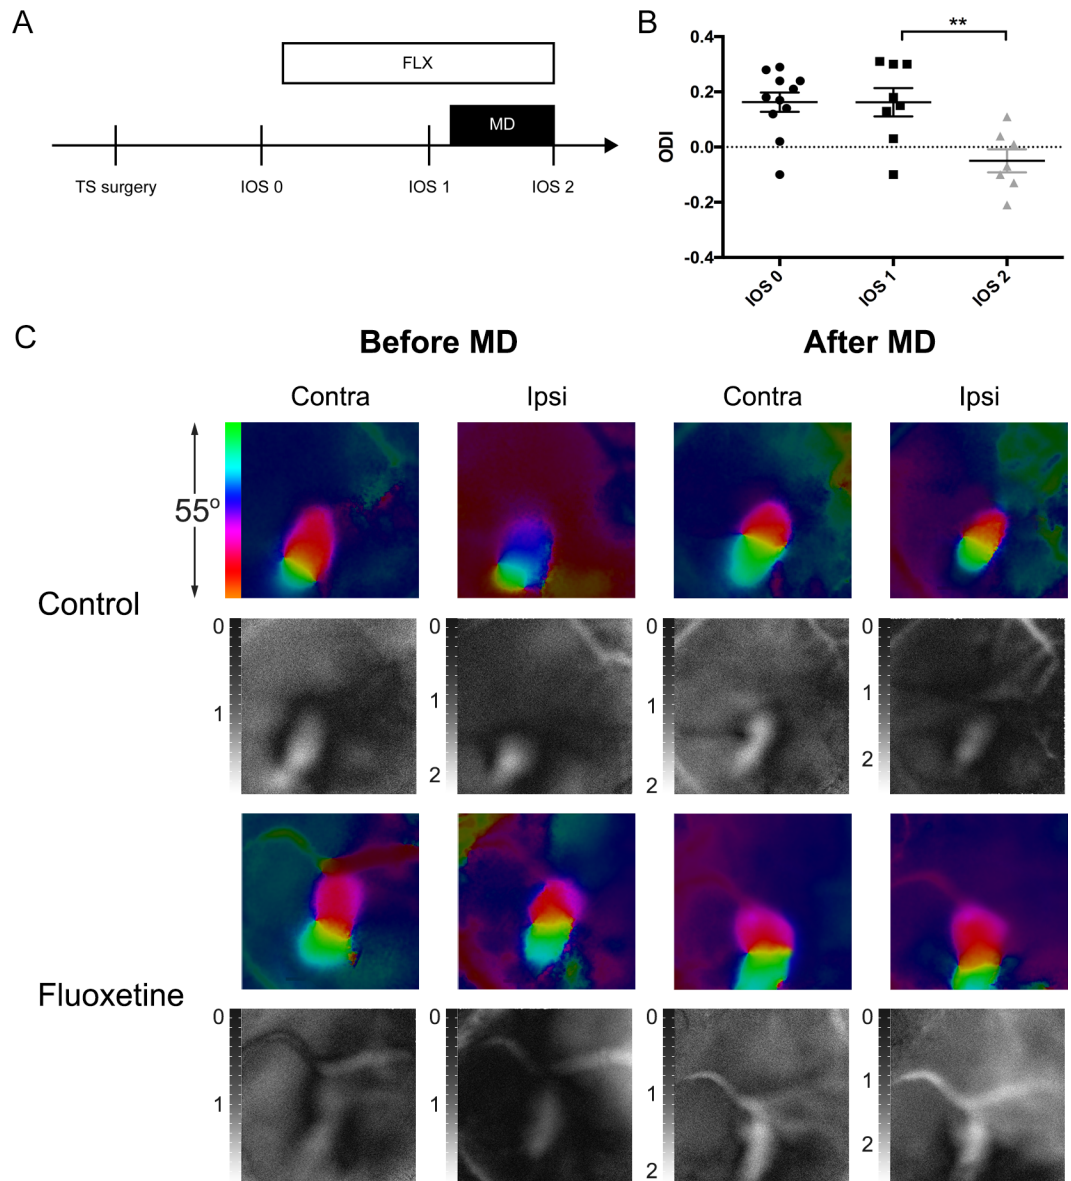 A
FLX
MD
TS surgery
IOS 0
IOS 1
IOS 2
B
**
0.4
0.2
0.0
-0.2
-0.4
ODI
IOS 0
IOS 1
IOS 2
C
Before MD
After MD
Contra
Ipsi
Contra
Ipsi
55º
Control
0
1
0
1
2
0
1
2
0
1
2
Fluoxetine
0
1
0
1
0
1
2
0
1
2